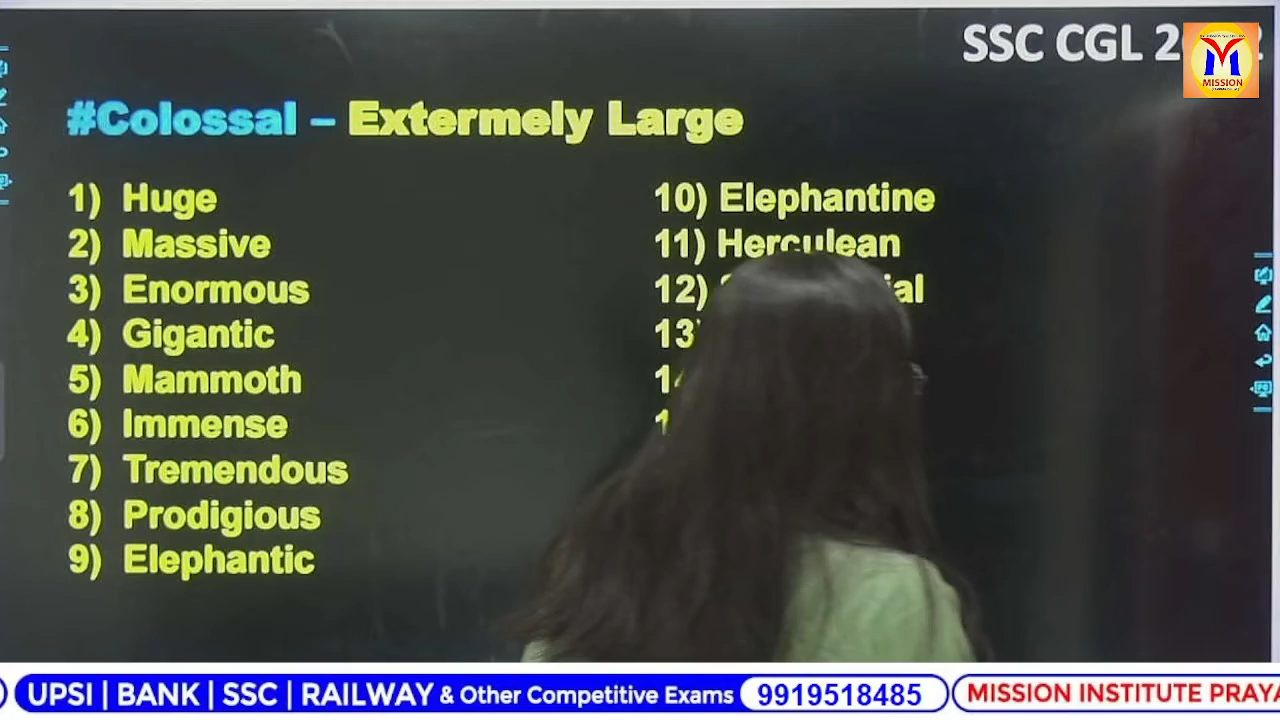 SSC CGL 2
MISSION
#Colossal – Extermely Large
1) Huge
2) Massive
3) Enormous
4) Gigantic
5) Mammoth
6) Immense
7) Tremendous
8) Prodigious
9) Elephantic
10) Elephantine
11) Herculean
12)
13)
UPSI | BANK | SSC | RAILWAY & Other Competitive Exams 9919518485
MISSION INSTITUTE PRAYA